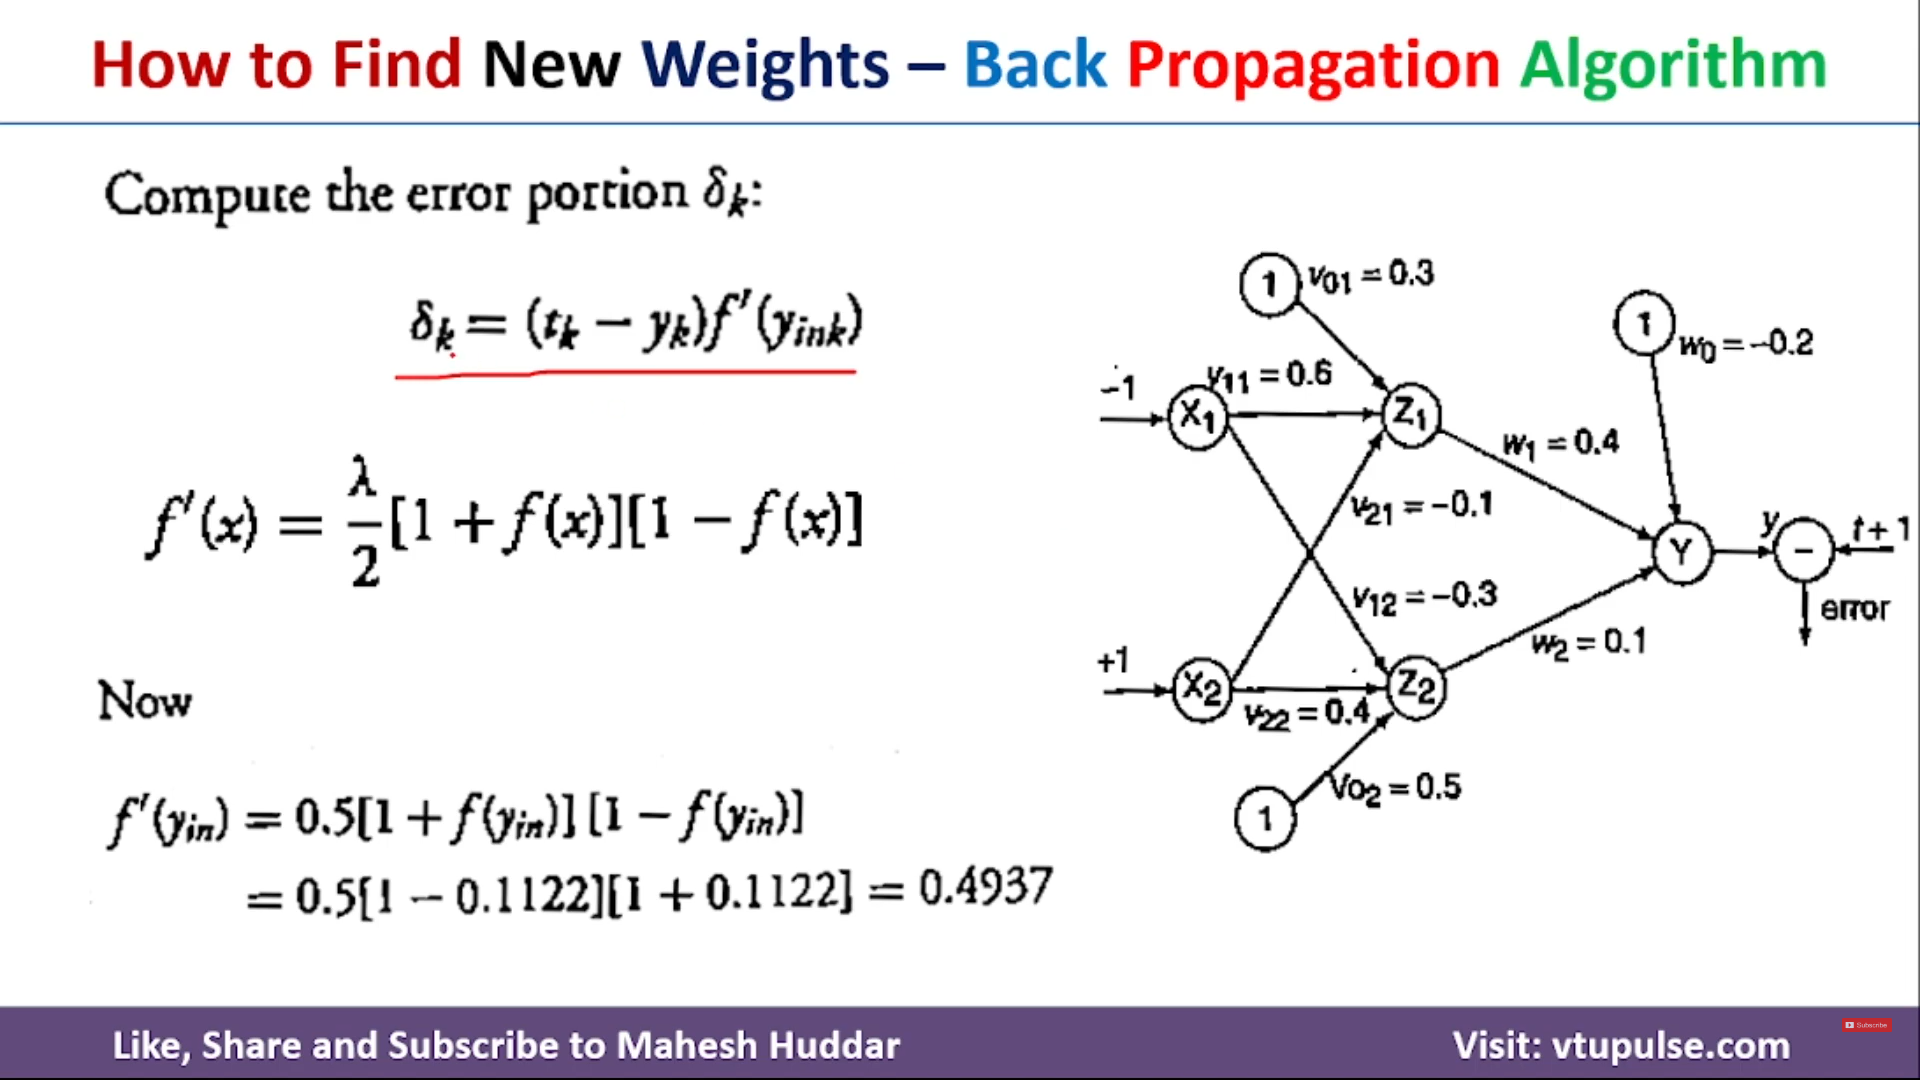 How to Find New Weights – Back Propagation Algorithm
Compute the error portion δk:
δk = (tk − yk)f′(yink)
f′(x) = λ/2 [1 + f(x)][1 − f(x)]
Now
f′(yin) = 0.5[1 + f(yin)] [1 − f(yin)]
= 0.5[1 − 0.1122][1 + 0.1122] = 0.4937
1
v01 = 0.3
1
w0 = −0.2
−1
X1
v11 = 0.6
Z1
w1 = 0.4
v21 = −0.1
Y
y
−
t+1
error
v12 = −0.3
w2 = 0.1
+1
X2
v22 = 0.4
Z2
Vo2 = 0.5
1
Like, Share and Subscribe to Mahesh Huddar
Visit: vtupulse.com
Subscribe